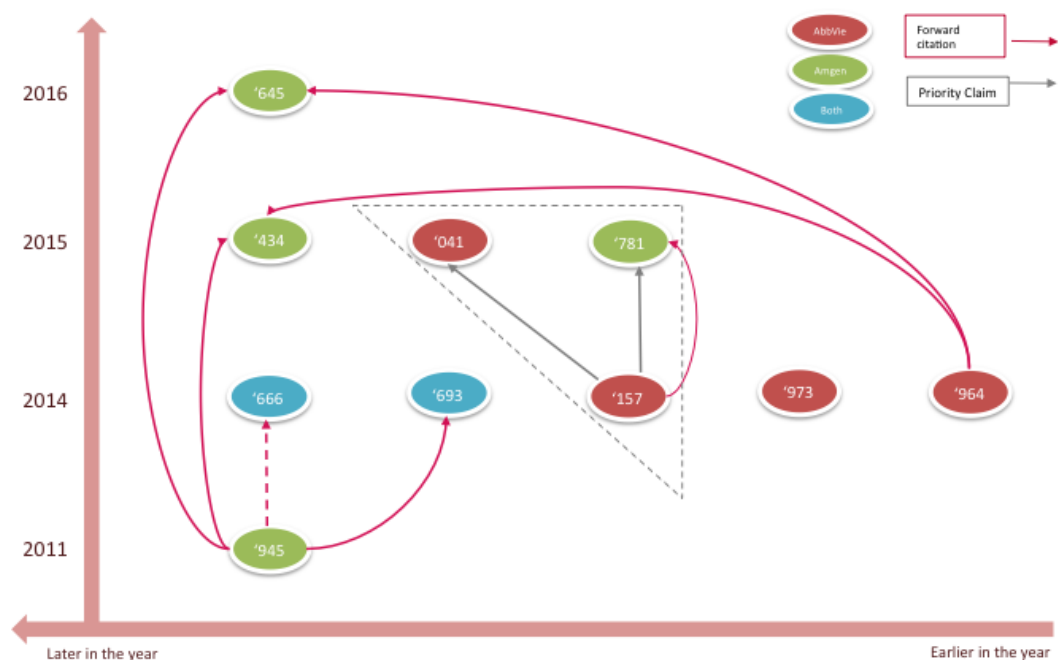 AbbVie
Forward
citation
Amgen
Priority Claim
Both
2016
‘645
2015
‘434
‘041
‘781
2014
‘666
‘693
‘157
‘973
‘964
2011
‘945
Later in the year
Earlier in the year